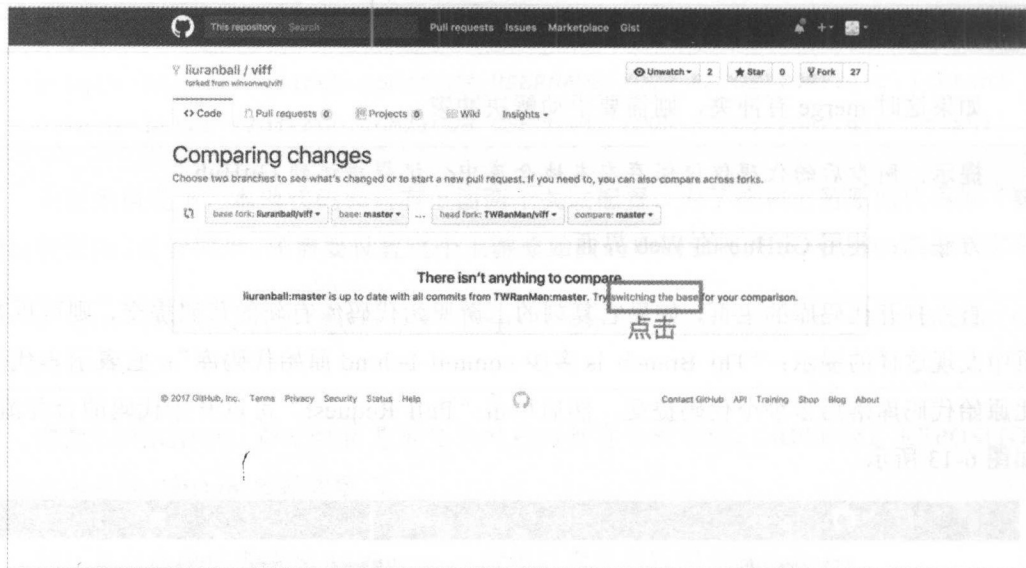 This repository Search Pull requests Issues Marketplace Gist
liuranball / viff Unwatch 2 Star 0 Fork 27
forked from winvonwq/viff
Code Pull requests 0 Projects 0 Wiki Insights
Comparing changes
Choose two branches to see what's changed or to start a new pull request. If you need to, you can also compare across forks.
base fork: liuranball/viff base: master ... head fork: TWRanMan/viff compare: master
There isn't anything to compare.
liuranball:master is up to date with all commits from TWRanMan:master. Try switching the base for your comparison.
点击
© 2017 GitHub, Inc. Terms Privacy Security Status Help Contact GitHub API Training Shop Blog About